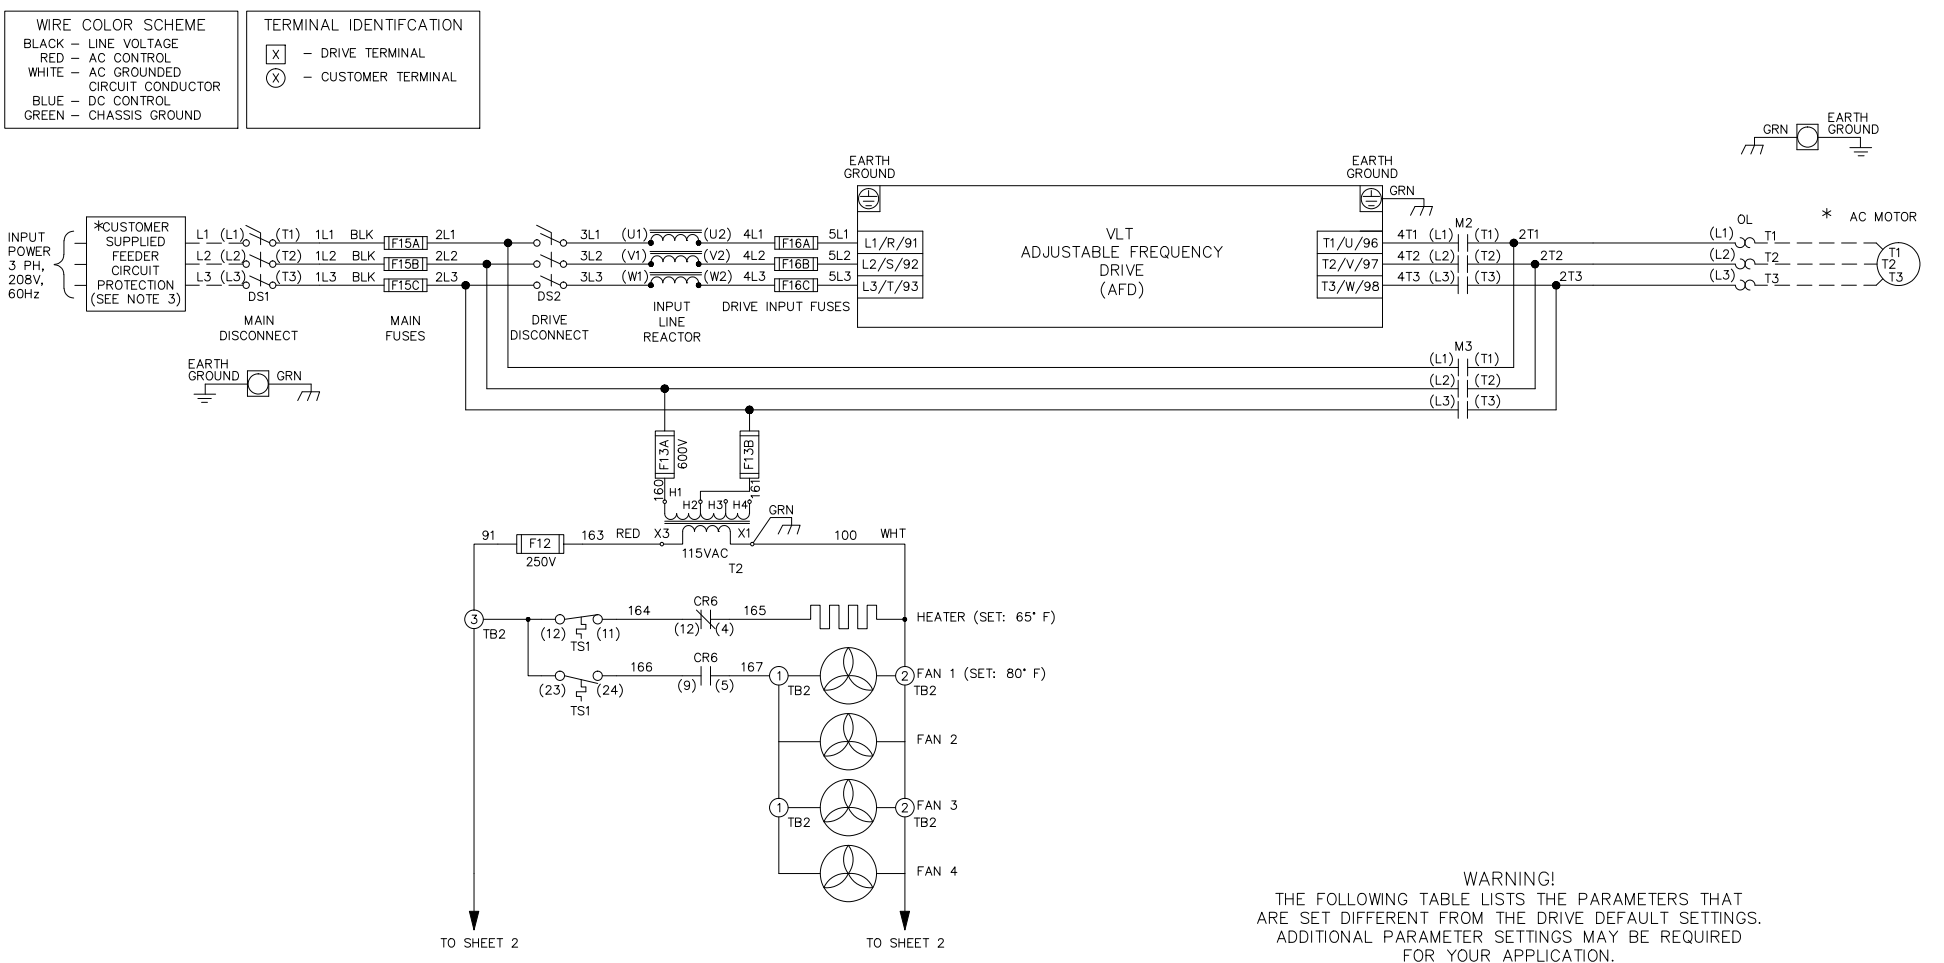 WIRE COLOR SCHEME
BLACK – LINE VOLTAGE
RED – AC CONTROL
WHITE – AC GROUNDED
CIRCUIT CONDUCTOR
BLUE – DC CONTROL
GREEN – CHASSIS GROUND
TERMINAL IDENTIFCATION
X – DRIVE TERMINAL
X – CUSTOMER TERMINAL
GRN
EARTH
GROUND
INPUT
POWER
3 PH,
208V,
60Hz
*CUSTOMER
SUPPLIED
FEEDER
CIRCUIT
PROTECTION
(SEE NOTE 3)
L1 (L1) (T1) 1L1 BLK F15A 2L1
L2 (L2) (T2) 1L2 BLK F15B 2L2
L3 (L3) (T3) 1L3 BLK F15C 2L3
DS1
MAIN
DISCONNECT
MAIN
FUSES
3L1 (U1) (U2) 4L1 F16A 5L1
3L2 (V1) (V2) 4L2 F16B 5L2
3L3 (W1) (W2) 4L3 F16C 5L3
DS2
DRIVE
DISCONNECT
INPUT
LINE
REACTOR
DRIVE INPUT FUSES
EARTH
GROUND
L1/R/91
L2/S/92
L3/T/93
VLT
ADJUSTABLE FREQUENCY
DRIVE
(AFD)
EARTH
GROUND
GRN
T1/U/96
T2/V/97
T3/W/98
M2
4T1 (L1) (T1) 2T1
4T2 (L2) (T2) 2T2
4T3 (L3) (T3) 2T3
OL
(L1) T1
(L2) T2
(L3) T3
* AC MOTOR
T1
T2
T3
M3
(L1) (T1)
(L2) (T2)
(L3) (T3)
EARTH
GROUND
GRN
F13A
600V
F13B
160
161
H1
H2 H3 H4
GRN
91 F12 163 RED X3 X1 100 WHT
250V
115VAC
T2
3
TB2
(12) (11)
TS1
164
CR6
(12) (4)
165
HEATER (SET: 65° F)
(23) (24)
TS1
166
CR6
(9) (5)
167
1
TB2
2
TB2
FAN 1 (SET: 80° F)
FAN 2
1
TB2
2
TB2
FAN 3
FAN 4
TO SHEET 2
TO SHEET 2
WARNING!
THE FOLLOWING TABLE LISTS THE PARAMETERS THAT
ARE SET DIFFERENT FROM THE DRIVE DEFAULT SETTINGS.
ADDITIONAL PARAMETER SETTINGS MAY BE REQUIRED
FOR YOUR APPLICATION.